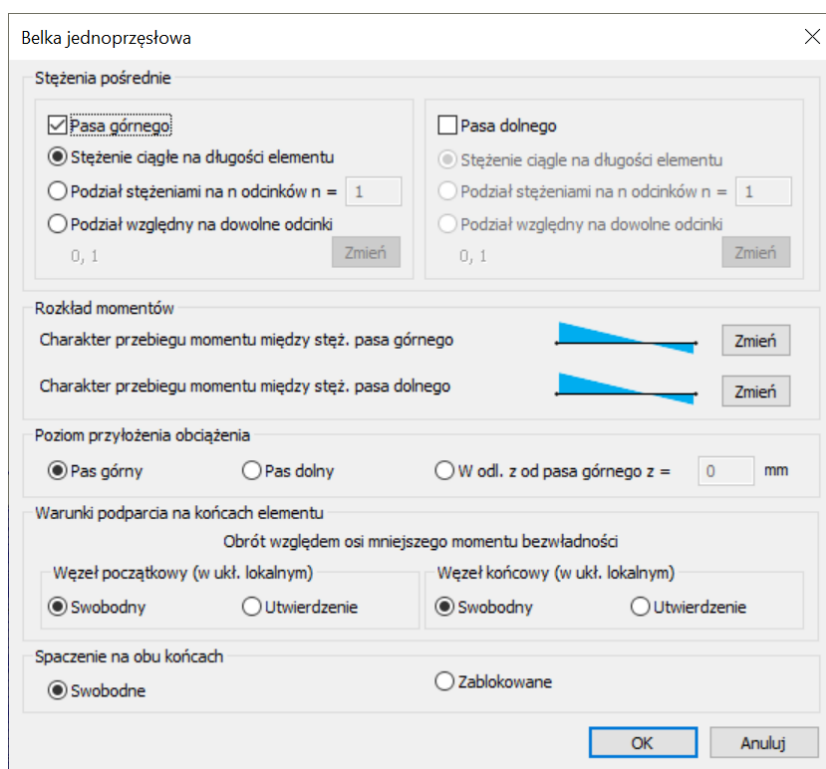 Belka jednoprzęsłowa
Stężenia pośrednie
Pasa górnego
Stężenie ciągłe na długości elementu
Podział stężeniami na n odcinków n = 1
Podział względny na dowolne odcinki
0, 1 Zmień
Pasa dolnego
Stężenie ciągle na długości elementu
Podział stężeniami na n odcinków n = 1
Podział względny na dowolne odcinki
0, 1 Zmień
Rozkład momentów
Charakter przebiegu momentu między stęż. pasa górnego Zmień
Charakter przebiegu momentu między stęż. pasa dolnego Zmień
Poziom przyłożenia obciążenia
Pas górny Pas dolny W odl. z od pasa górnego z = 0 mm
Warunki podparcia na końcach elementu
Obrót względem osi mniejszego momentu bezwładności
Węzeł początkowy (w ukł. lokalnym)
Swobodny Utwierdzenie
Węzeł końcowy (w ukł. lokalnym)
Swobodny Utwierdzenie
Spaczenie na obu końcach
Swobodne Zablokowane
OK Anuluj